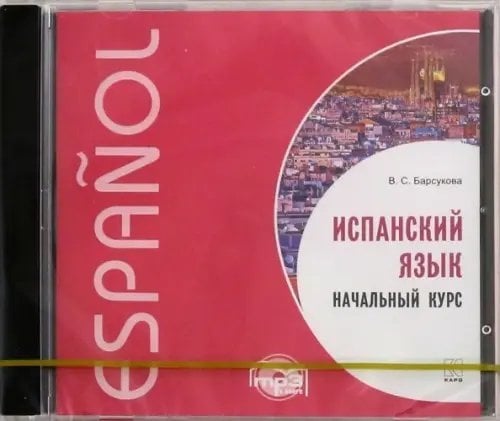 ESPAÑOL
В. С. Барсукова
ИСПАНСКИЙ
ЯЗЫК
НАЧАЛЬНЫЙ КУРС
mp3
КАРО